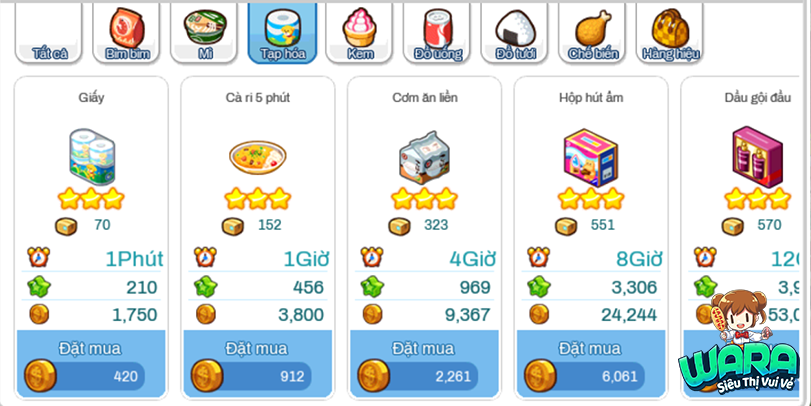 Tất cả Bim bim Mì Tạp hóa Kem Đồ uống Đồ tươi Chế biến Hàng hiệu
Giấy
70
1Phút
210
1,750
Đặt mua
420
Cà ri 5 phút
152
1Giờ
456
3,800
Đặt mua
912
Cơm ăn liền
323
4Giờ
969
9,367
Đặt mua
2,261
Hộp hút ẩm
551
8Giờ
3,306
24,244
Đặt mua
6,061
Dầu gội đầu
570
WARA
Siêu Thị Vui Vẻ